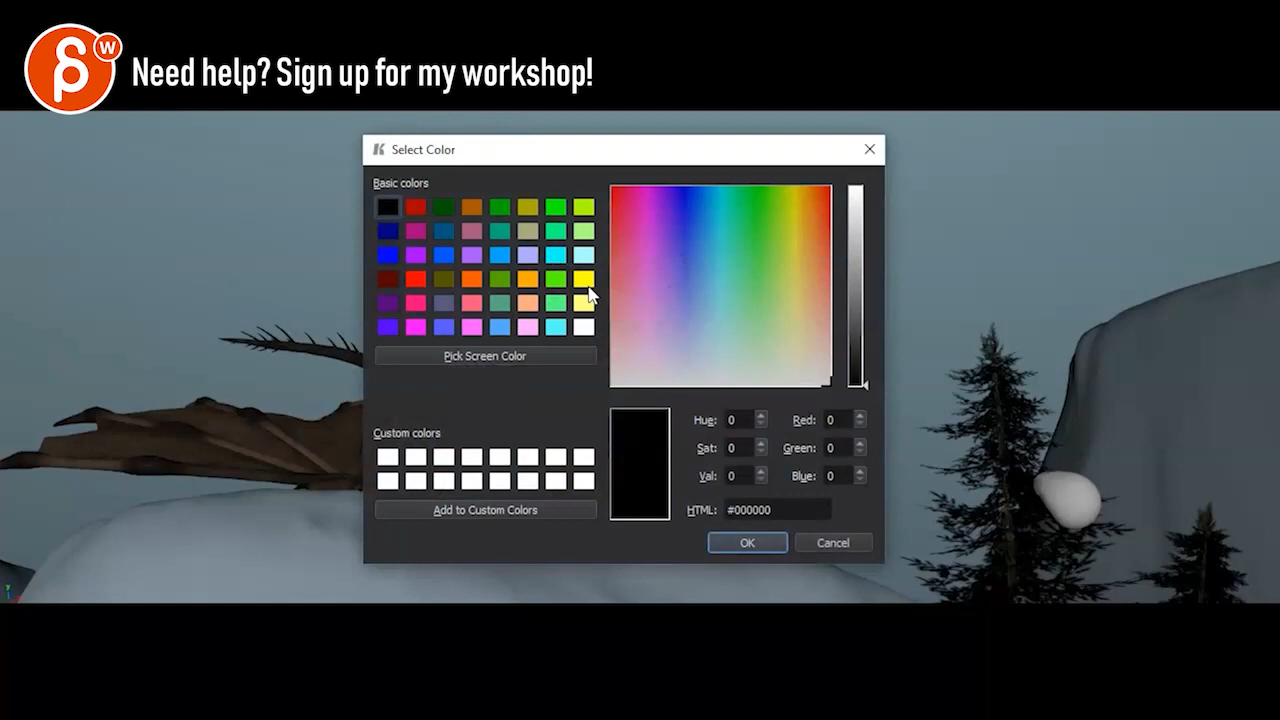 W
Need help? Sign up for my workshop!
Select Color
Basic colors
Pick Screen Color
Custom colors
Add to Custom Colors
Hue: 0 Red: 0
Sat: 0 Green: 0
Val: 0 Blue: 0
HTML: #000000
OK Cancel
y